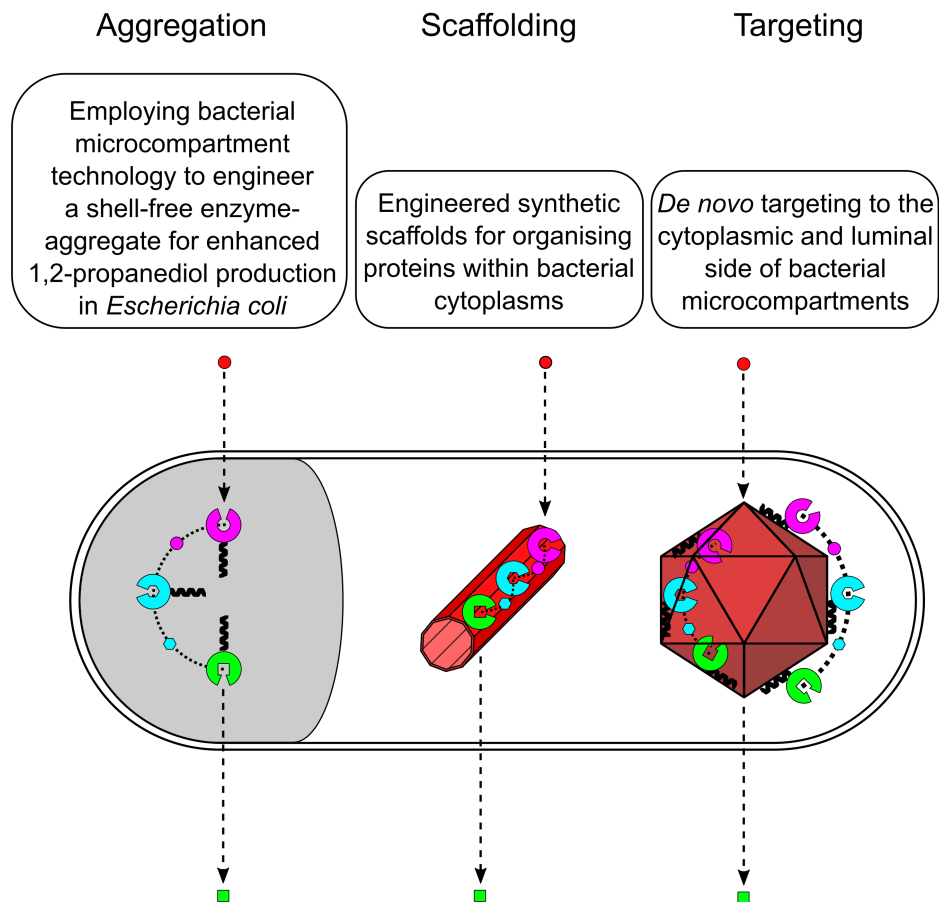 Aggregation
Scaffolding
Targeting
Employing bacterial
microcompartment
technology to engineer
a shell-free enzyme-
aggregate for enhanced
1,2-propanediol production
in Escherichia coli
Engineered synthetic
scaffolds for organising
proteins within bacterial
cytoplasms
De novo targeting to the
cytoplasmic and luminal
side of bacterial
microcompartments